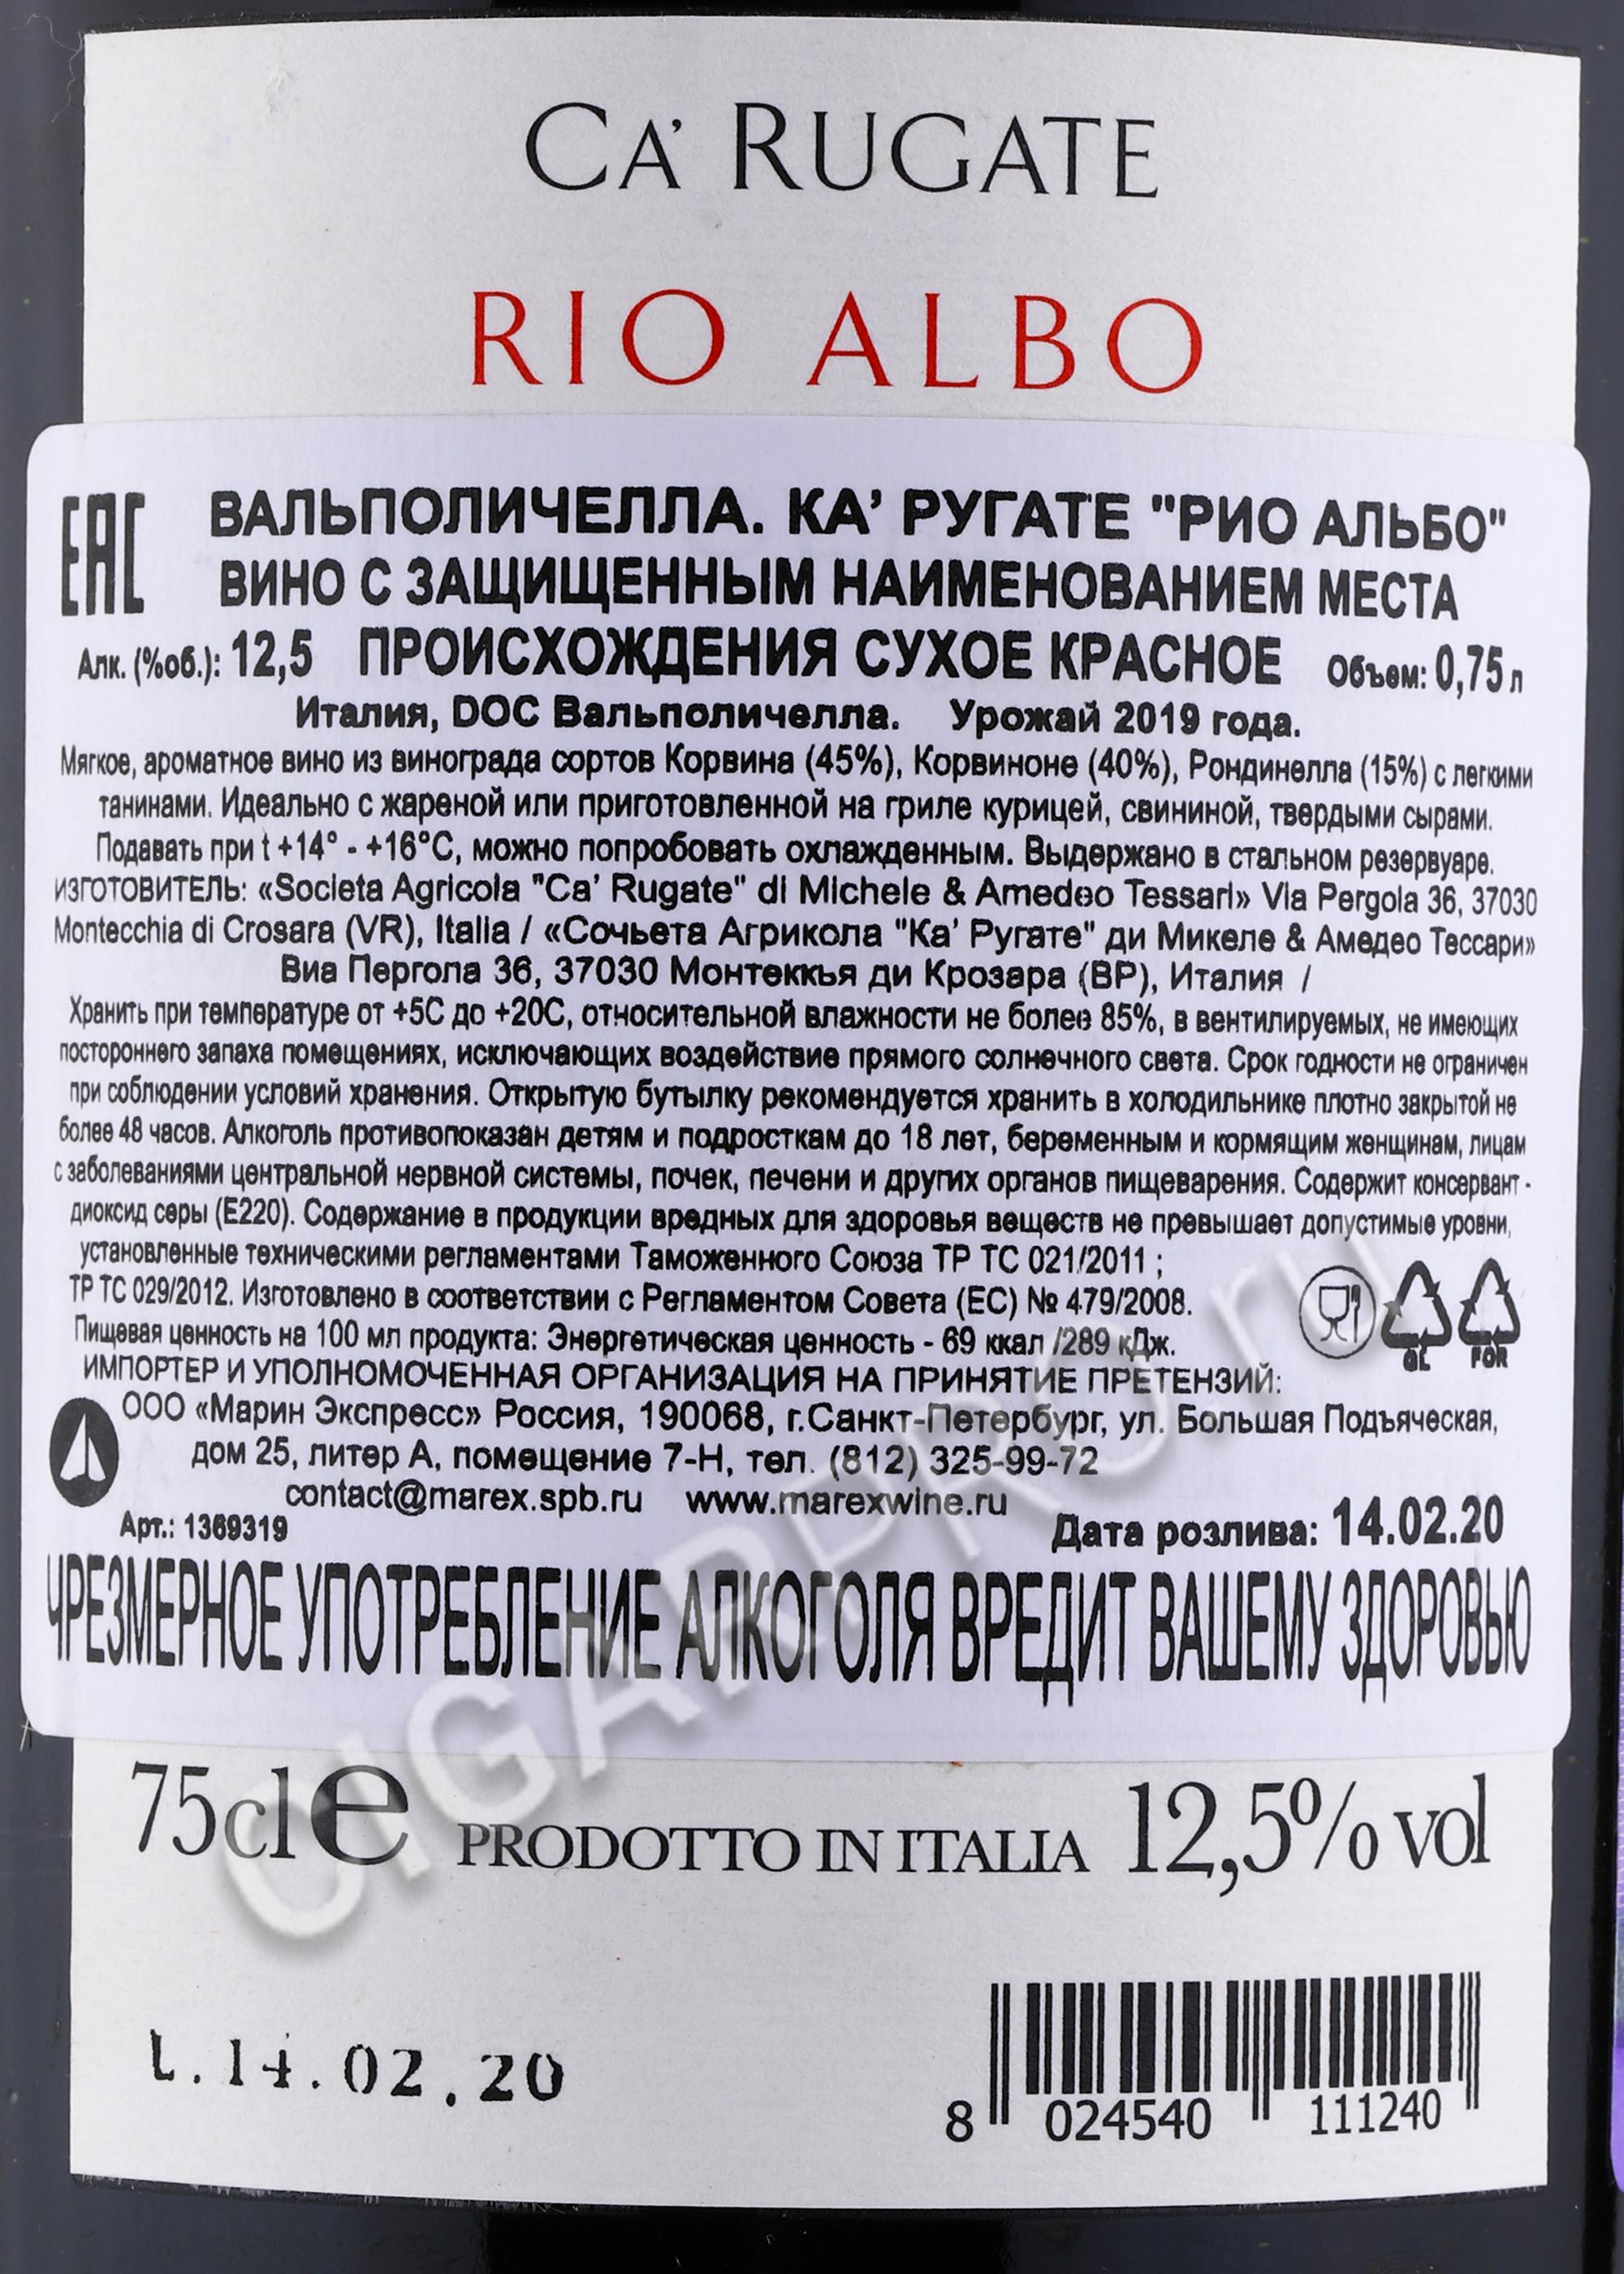 CA' RUGATE
RIO ALBO
EAC
ВАЛЬПОЛИЧЕЛЛА. КА' РУГАТЕ "РИО АЛЬБО"
ВИНО С ЗАЩИЩЕННЫМ НАИМЕНОВАНИЕМ МЕСТА
Алк. (%об.): 12,5 ПРОИСХОЖДЕНИЯ СУХОЕ КРАСНОЕ Объем: 0,75 л
Италия, DOC Вальполичелла. Урожай 2019 года.
Мягкое, ароматное вино из винограда сортов Корвина (45%), Корвиноне (40%), Рондинелла (15%) с легкими
танинами. Идеально с жареной или приготовленной на гриле курицей, свининой, твердыми сырами.
Подавать при t +14° - +16°С, можно попробовать охлажденным. Выдержано в стальном резервуаре.
ИЗГОТОВИТЕЛЬ: «Societa Agricola "Ca' Rugate" di Michele & Amedeo Tessari» Via Pergola 36, 37030
Montecchia di Crosara (VR), Italia / «Сочьета Агрикола "Ка' Ругате" ди Микеле & Амедео Тессари»
Виа Пергола 36, 37030 Монтеккья ди Крозара (ВР), Италия /
Хранить при температуре от +5С до +20С, относительной влажности не более 85%, в вентилируемых, не имеющих
постороннего запаха помещениях, исключающих воздействие прямого солнечного света. Срок годности не ограничен
при соблюдении условий хранения. Открытую бутылку рекомендуется хранить в холодильнике плотно закрытой не
более 48 часов. Алкоголь противопоказан детям и подросткам до 18 лет, беременным и кормящим женщинам, лицам
с заболеваниями центральной нервной системы, почек, печени и других органов пищеварения. Содержит консервант -
диоксид серы (E220). Содержание в продукции вредных для здоровья веществ не превышает допустимые уровни,
установленные техническими регламентами Таможенного Союза ТР ТС 021/2011 ;
ТР ТС 029/2012. Изготовлено в соответствии с Регламентом Совета (ЕС) № 479/2008.
Пищевая ценность на 100 мл продукта: Энергетическая ценность - 69 ккал /289 кДж.
GL FOR
ИМПОРТЕР И УПОЛНОМОЧЕННАЯ ОРГАНИЗАЦИЯ НА ПРИНЯТИЕ ПРЕТЕНЗИЙ:
ООО «Марин Экспресс» Россия, 190068, г.Санкт-Петербург, ул. Большая Подъяческая,
дом 25, литер А, помещение 7-Н, тел. (812) 325-99-72
contact@marex.spb.ru www.marexwine.ru
Арт.: 1369319 Дата розлива: 14.02.20
ЧРЕЗМЕРНОЕ УПОТРЕБЛЕНИЕ АЛКОГОЛЯ ВРЕДИТ ВАШЕМУ ЗДОРОВЬЮ
CIGARPRO.ru
75cl e PRODOTTO IN ITALIA 12,5% vol
L.14.02.20
8 024540 111240